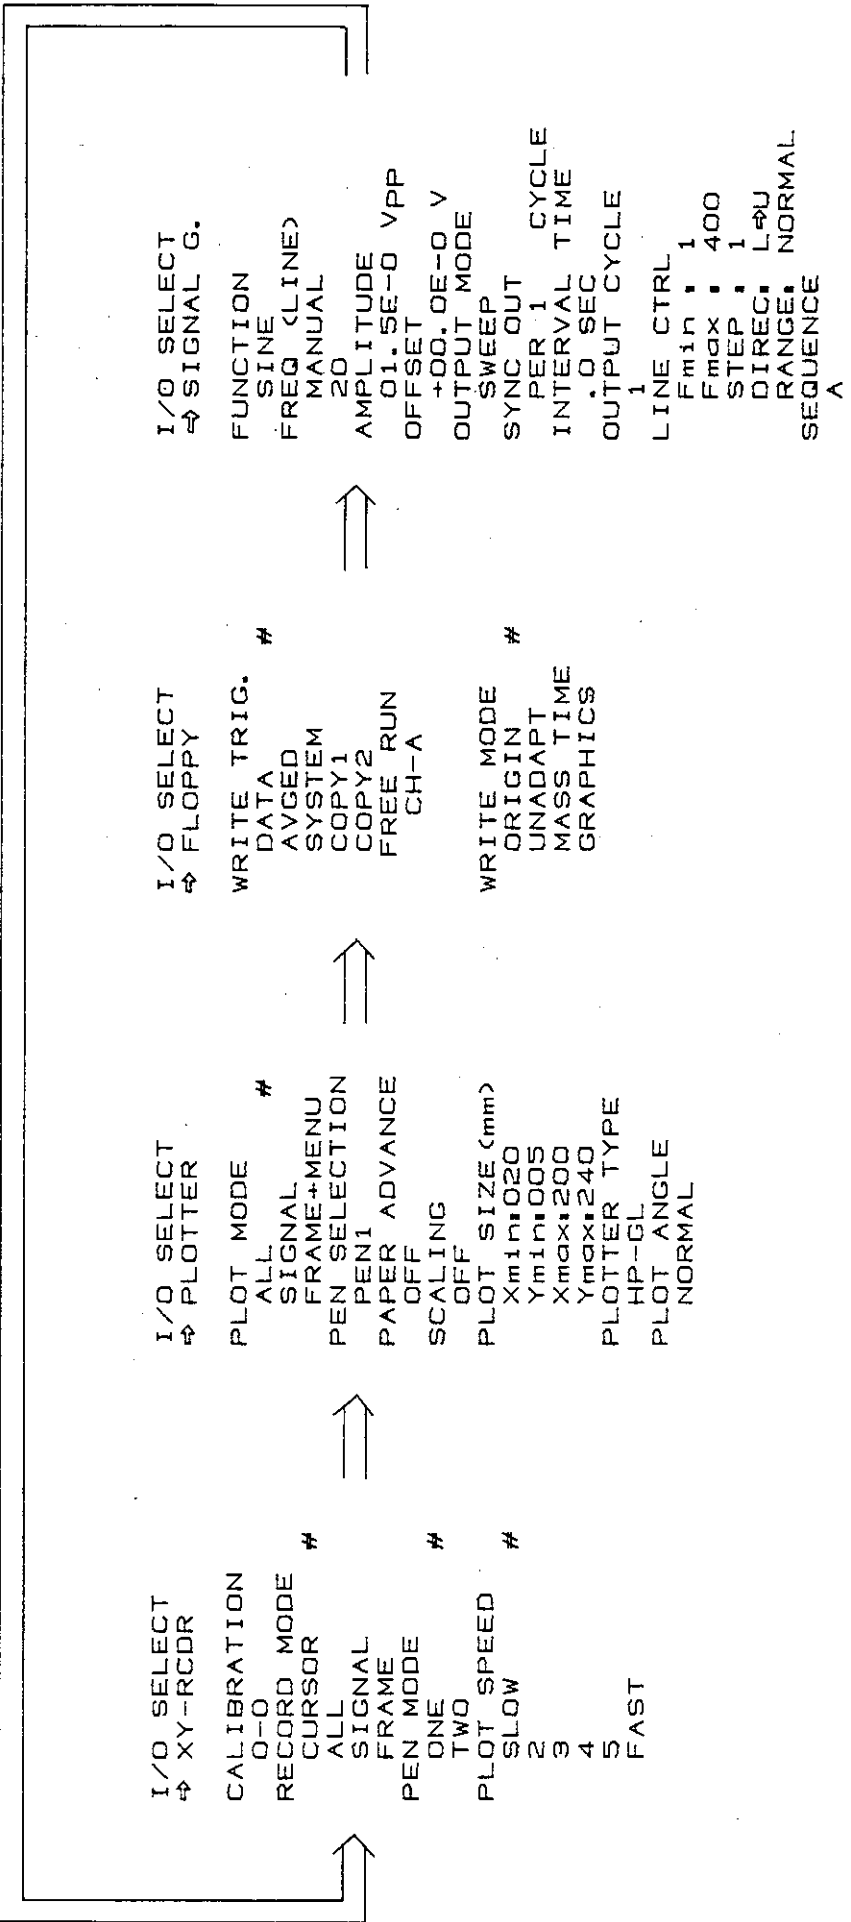 I/O SELECT
⇨ XY-RCDR
CALIBRATION
0-0
RECORD MODE
CURSOR #
ALL
SIGNAL
FRAME
PEN MODE
ONE #
TWO
PLOT SPEED
SLOW #
2
3
4
5
FAST
I/O SELECT
⇨ PLOTTER
PLOT MODE
ALL #
SIGNAL
FRAME+MENU
PEN SELECTION
PEN1
PAPER ADVANCE
OFF
SCALING
OFF
PLOT SIZE(mm)
Xmin:020
Ymin:005
Xmax:200
Ymax:240
PLOTTER TYPE
HP-GL
PLOT ANGLE
NORMAL
I/O SELECT
⇨ FLOPPY
WRITE TRIG.
DATA #
AVGED
SYSTEM
COPY1
COPY2
FREE RUN
CH-A
WRITE MODE
ORIGIN #
UNADAPT
MASS TIME
GRAPHICS
I/O SELECT
⇨ SIGNAL G.
FUNCTION
SINE
FREQ (LINE)
MANUAL
20
AMPLITUDE
01.5E-0 VPP
OFFSET
+00.0E-0 V
OUTPUT MODE
SWEEP
SYNC OUT
PER 1 CYCLE
INTERVAL TIME
.0 SEC
OUTPUT CYCLE
1
LINE CTRL
Fmin : 1
Fmax : 400
STEP : 1
DIREC: L⇨U
RANGE: NORMAL
SEQUENCE
A